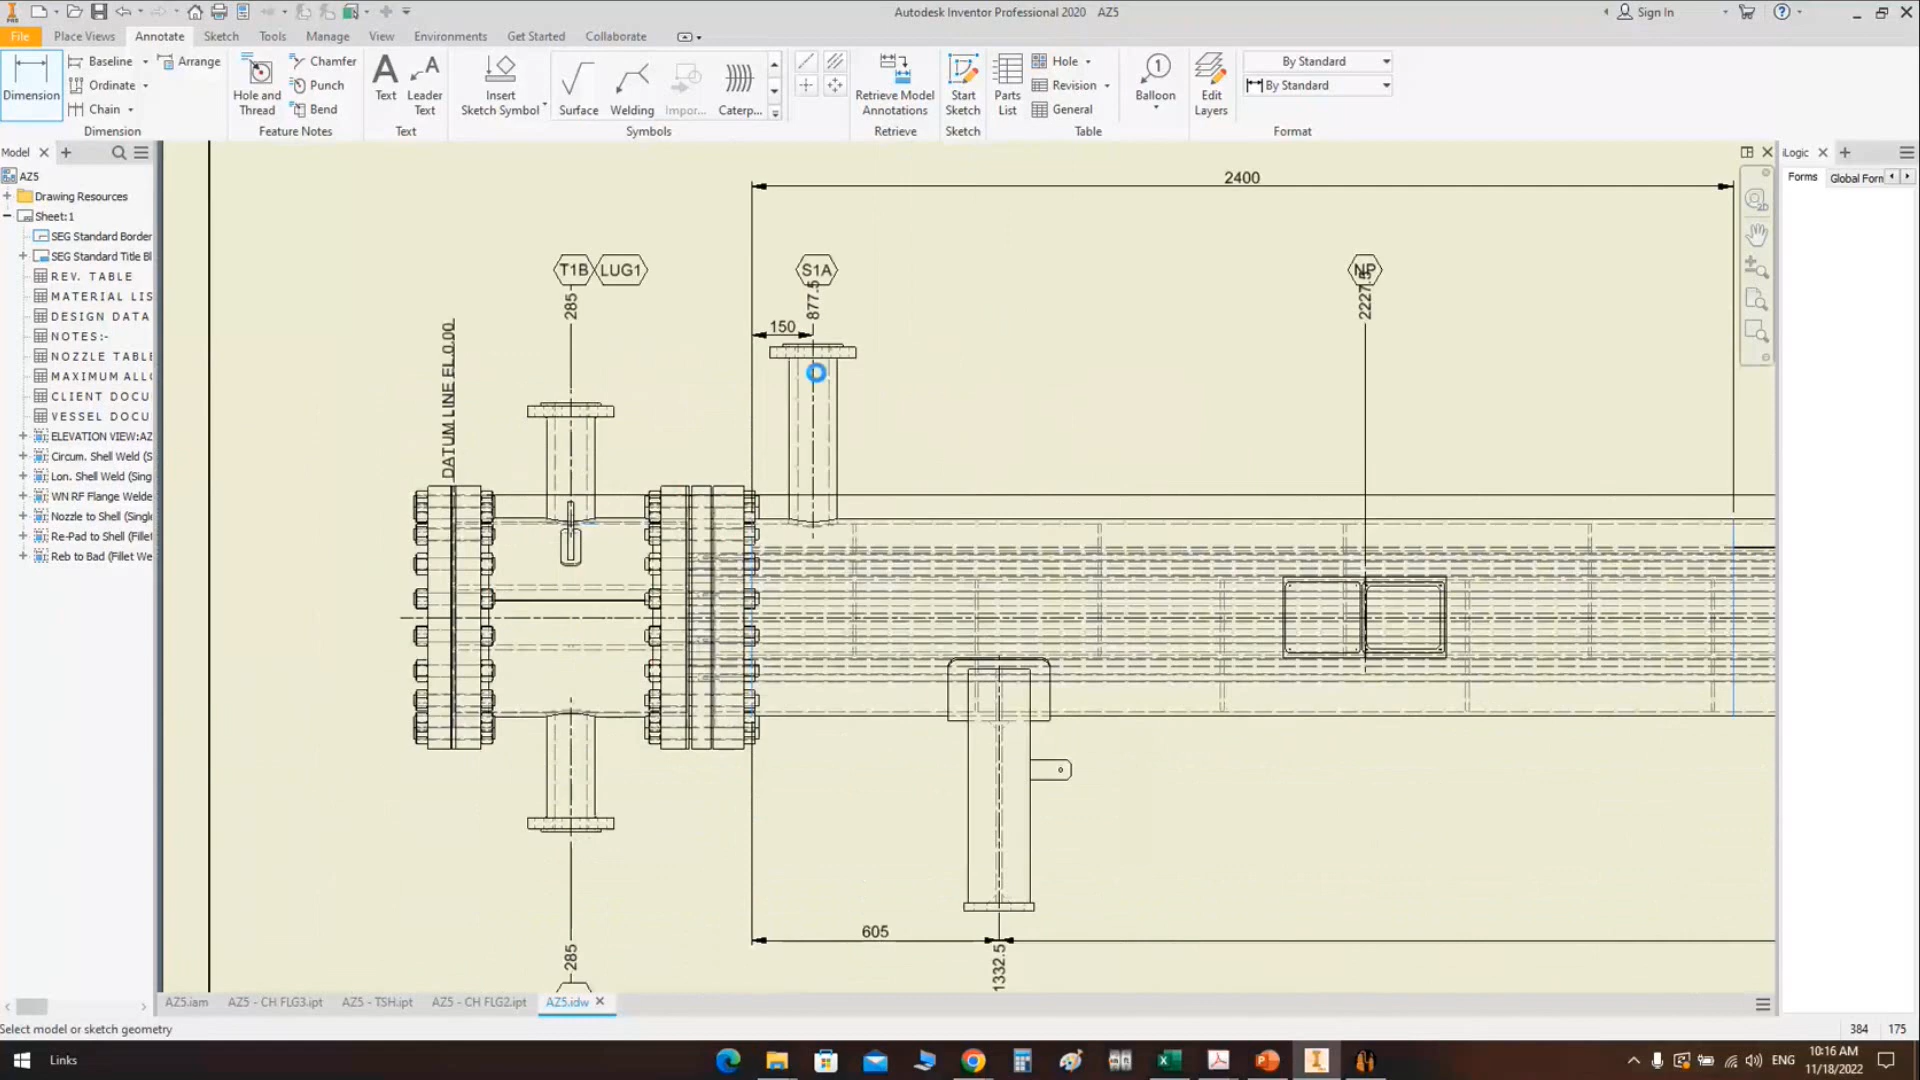 Autodesk Inventor Professional 2020 AZ5
Sign In
File
Place Views
Annotate
Sketch
Tools
Manage
View
Environments
Get Started
Collaborate
Dimension
Baseline
Ordinate
Chain
Arrange
Dimension
Hole and
Thread
Chamfer
Punch
Bend
Feature Notes
Text
Leader
Text
Text
Insert
Sketch Symbol
Surface
Welding
Impor...
Caterp...
Symbols
Retrieve Model
Annotations
Retrieve
Start
Sketch
Sketch
Parts
List
Hole
Revision
General
Table
Balloon
Edit
Layers
By Standard
By Standard
Format
Model
AZ5
Drawing Resources
Sheet:1
SEG Standard Border
SEG Standard Title Bl
REV. TABLE
MATERIAL LIS
DESIGN DATA
NOTES:-
NOZZLE TABL
MAXIMUM ALL
CLIENT DOCU
VESSEL DOCU
ELEVATION VIEW:AZ
Circum. Shell Weld (S
Lon. Shell Weld (Sing
WN RF Flange Welde
Nozzle to Shell (Single
Re-Pad to Shell (Fillet
Reb to Bad (Fillet We
2400
T1B
LUG1
S1A
NP
285
877.5
2227.5
150
DATUM LINE EL.0.00
605
285
1332.5
iLogic
Forms
Global Forn
2D
AZ5.iam
AZ5 - CH FLG3.ipt
AZ5 - TSH.ipt
AZ5 - CH FLG2.ipt
AZ5.idw
Select model or sketch geometry
384
175
Links
ENG
10:16 AM
11/18/2022